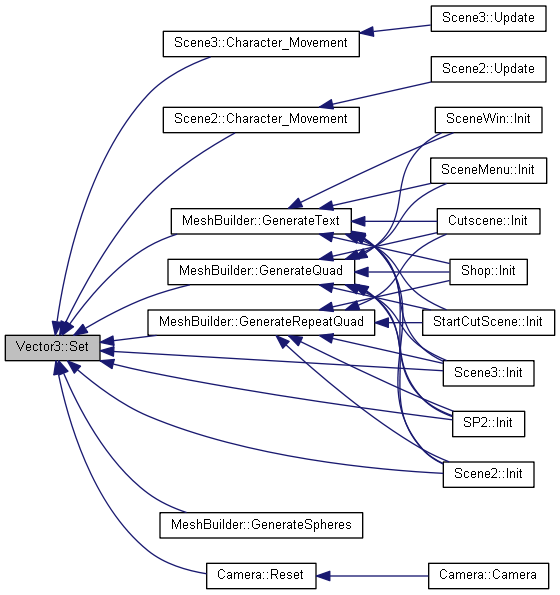 Scene3::Update
Scene3::Character_Movement
Scene2::Update
Scene2::Character_Movement
SceneWin::Init
SceneMenu::Init
MeshBuilder::GenerateText
Cutscene::Init
MeshBuilder::GenerateQuad
Shop::Init
MeshBuilder::GenerateRepeatQuad
StartCutScene::Init
Vector3::Set
Scene3::Init
SP2::Init
Scene2::Init
MeshBuilder::GenerateSpheres
Camera::Reset
Camera::Camera